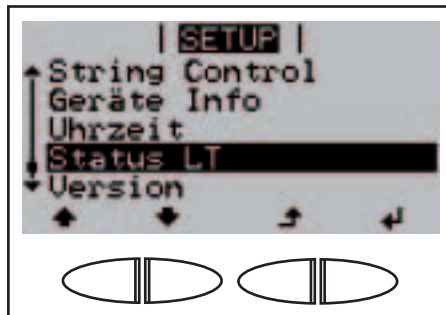 SETUP
String Control
Geräte Info
Uhrzeit
Status LT
Version